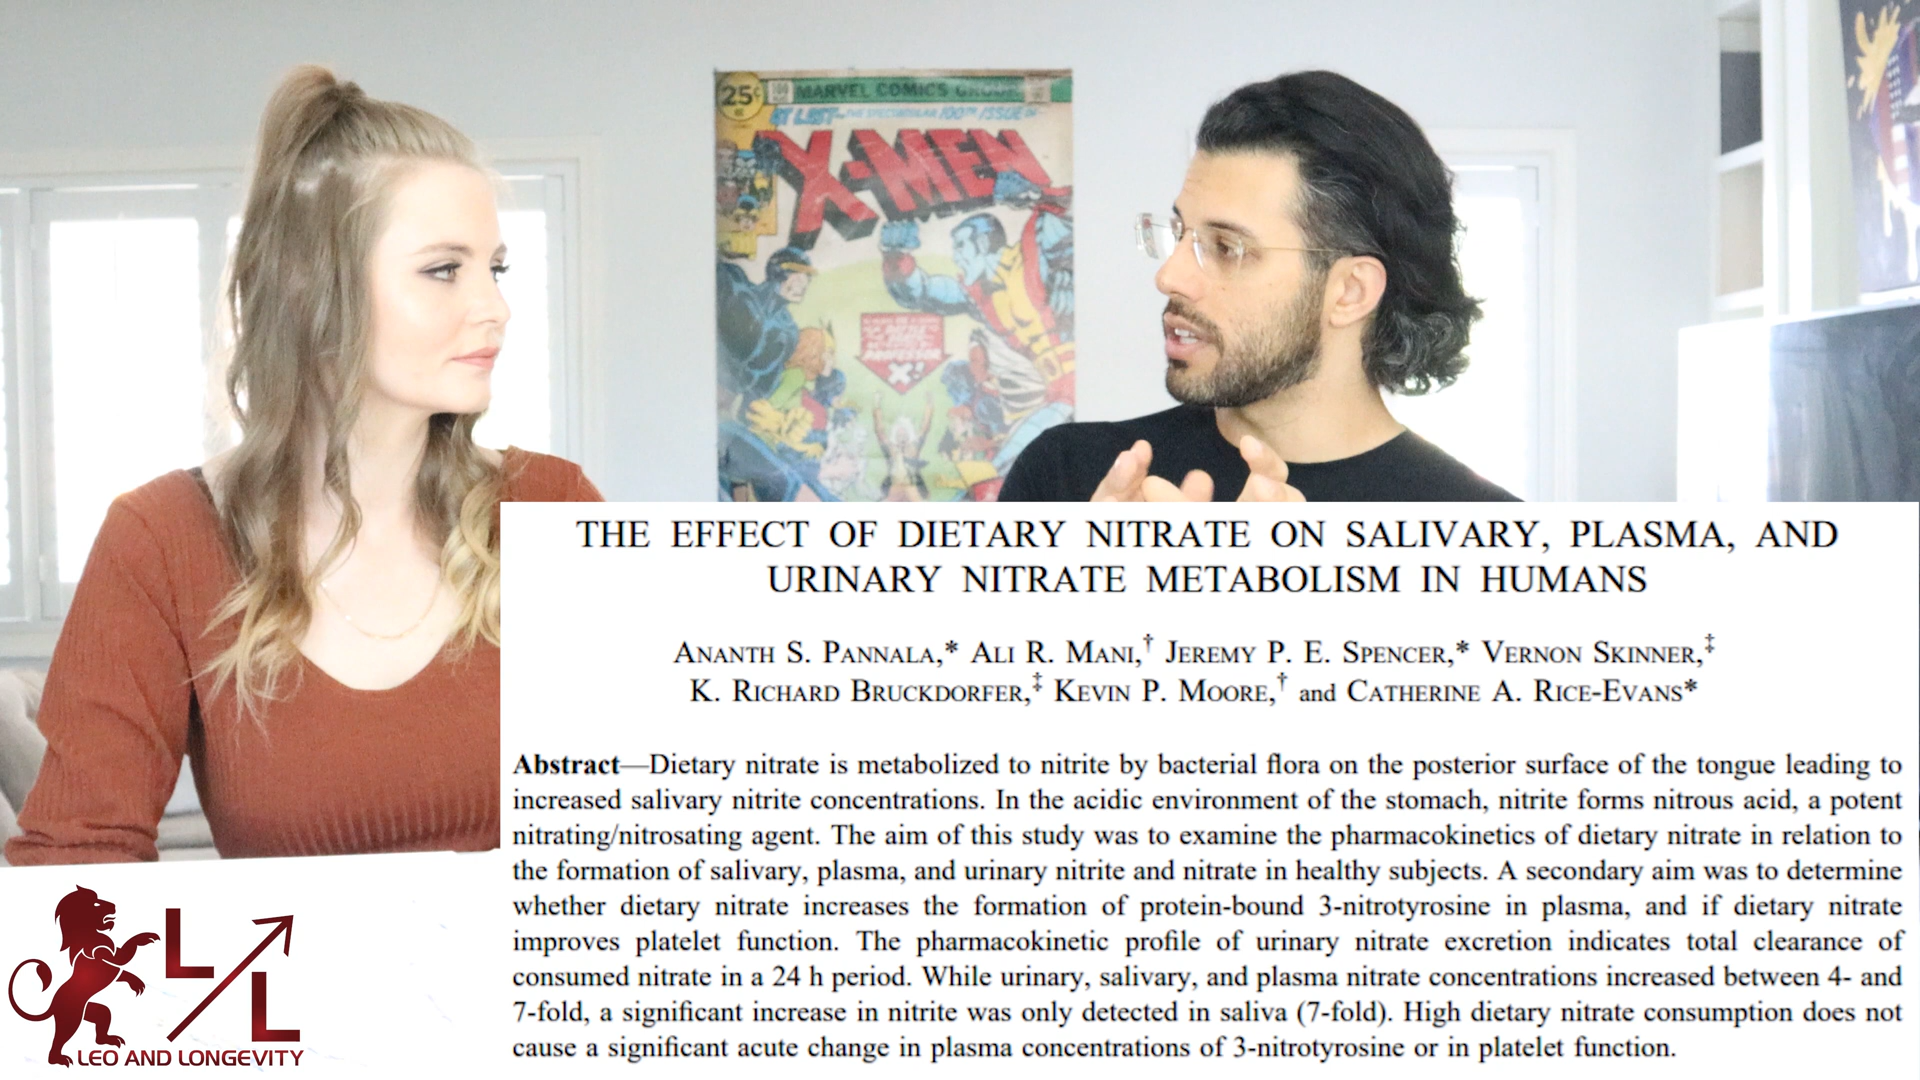 25¢
100
MARVEL COMICS GROUP
AT LAST—THE SPECTACULAR 100TH ISSUE OF—
X-MEN
PROFESSOR
X!
THE EFFECT OF DIETARY NITRATE ON SALIVARY, PLASMA, AND
URINARY NITRATE METABOLISM IN HUMANS
ANANTH S. PANNALA,* ALI R. MANI,† JEREMY P. E. SPENCER,* VERNON SKINNER,‡
K. RICHARD BRUCKDORFER,‡ KEVIN P. MOORE,† and CATHERINE A. RICE-EVANS*
Abstract—Dietary nitrate is metabolized to nitrite by bacterial flora on the posterior surface of the tongue leading to
increased salivary nitrite concentrations. In the acidic environment of the stomach, nitrite forms nitrous acid, a potent
nitrating/nitrosating agent. The aim of this study was to examine the pharmacokinetics of dietary nitrate in relation to
the formation of salivary, plasma, and urinary nitrite and nitrate in healthy subjects. A secondary aim was to determine
whether dietary nitrate increases the formation of protein-bound 3-nitrotyrosine in plasma, and if dietary nitrate
improves platelet function. The pharmacokinetic profile of urinary nitrate excretion indicates total clearance of
consumed nitrate in a 24 h period. While urinary, salivary, and plasma nitrate concentrations increased between 4- and
7-fold, a significant increase in nitrite was only detected in saliva (7-fold). High dietary nitrate consumption does not
cause a significant acute change in plasma concentrations of 3-nitrotyrosine or in platelet function.
L
L
LEO AND LONGEVITY